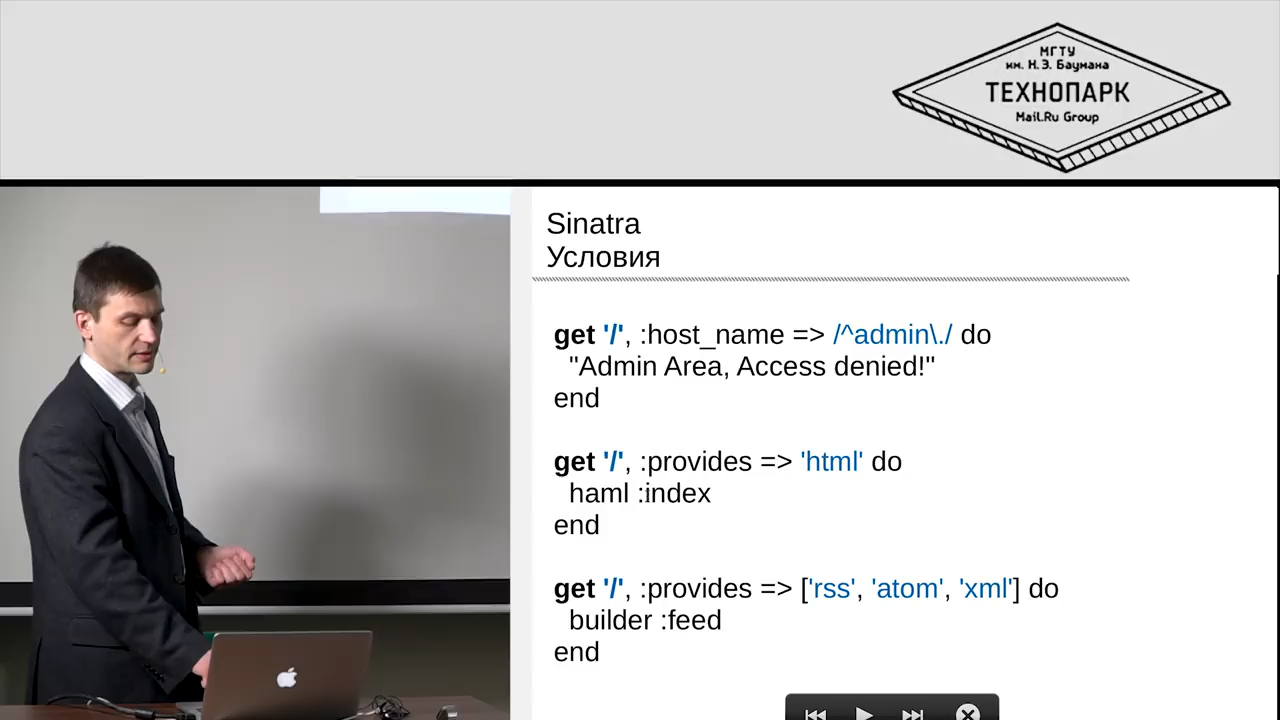 МГТУ
им. Н.Э. Баумана
ТЕХНОПАРК
Mail.Ru Group
Sinatra
Условия
get '/', :host_name => /^admin\./ do
"Admin Area, Access denied!"
end
get '/', :provides => 'html' do
haml :index
end
get '/', :provides => ['rss', 'atom', 'xml'] do
builder :feed
end